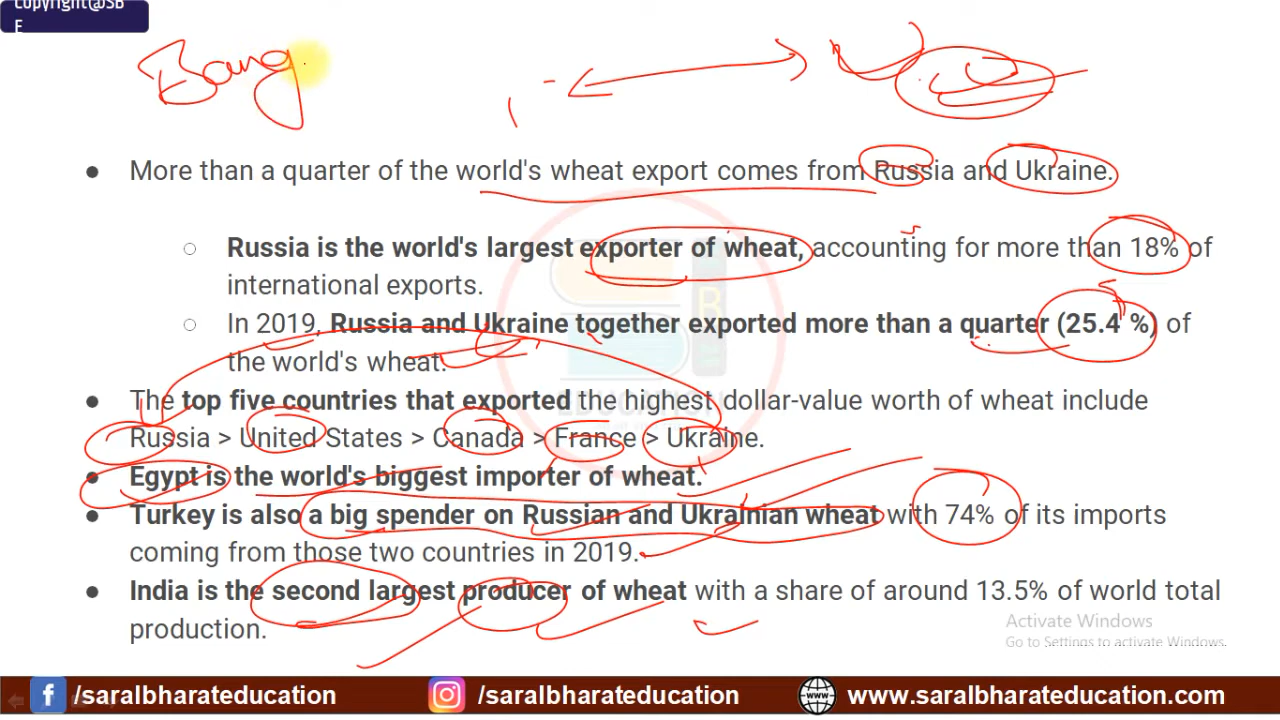 Copyright@SB
E
Bang
More than a quarter of the world's wheat export comes from Russia and Ukraine.
Russia is the world's largest exporter of wheat, accounting for more than 18% of
international exports.
In 2019, Russia and Ukraine together exported more than a quarter (25.4 %) of
the world's wheat.
The top five countries that exported the highest dollar-value worth of wheat include
Russia > United States > Canada > France > Ukraine.
Egypt is the world's biggest importer of wheat.
Turkey is also a big spender on Russian and Ukrainian wheat with 74% of its imports
coming from those two countries in 2019.
India is the second largest producer of wheat with a share of around 13.5% of world total
production.
Activate Windows
Go to Settings to activate Windows.
/saralbharateducation /saralbharateducation www.saralbharateducation.com